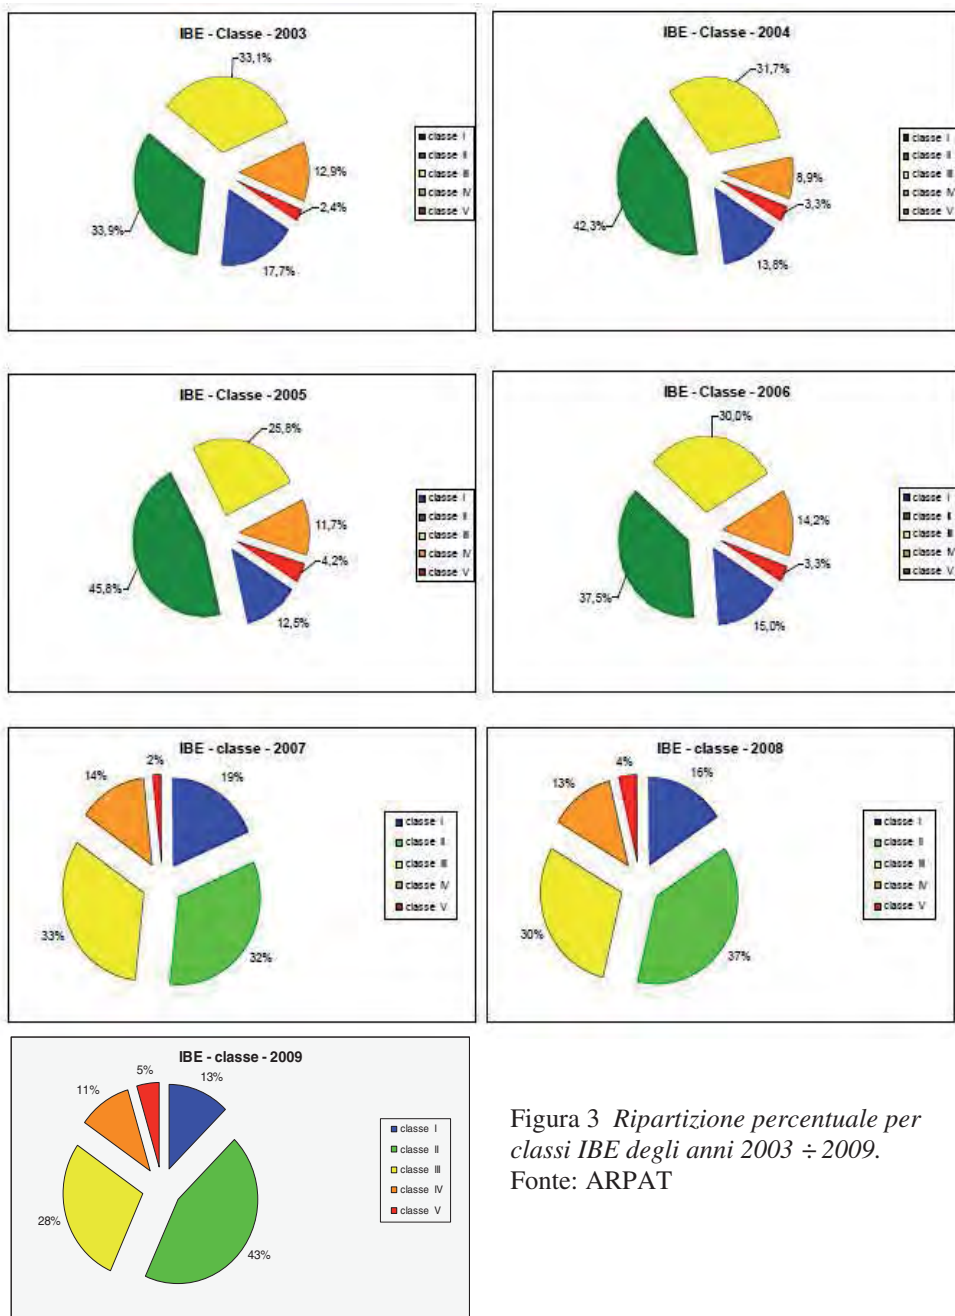 IBE - Classe - 2003
33,1%
12,9%
2,4%
17,7%
33,9%
classe I
classe II
classe III
classe IV
classe V
IBE - Classe - 2004
31,7%
8,9%
3,3%
13,8%
42,3%
classe I
classe II
classe III
classe IV
classe V
IBE - Classe - 2005
25,8%
11,7%
4,2%
12,5%
45,8%
classe I
classe II
classe III
classe IV
classe V
IBE - Classe - 2006
30,0%
14,2%
3,3%
15,0%
37,5%
classe I
classe II
classe III
classe IV
classe V
IBE - classe - 2007
2%
14%
19%
33%
32%
classe I
classe II
classe III
classe IV
classe V
IBE - classe - 2008
4%
13%
16%
30%
37%
classe I
classe II
classe III
classe IV
classe V
IBE - classe - 2009
5%
11%
13%
28%
43%
classe I
classe II
classe III
classe IV
classe V
Figura 3 Ripartizione percentuale per
classi IBE degli anni 2003 ÷ 2009.
Fonte: ARPAT